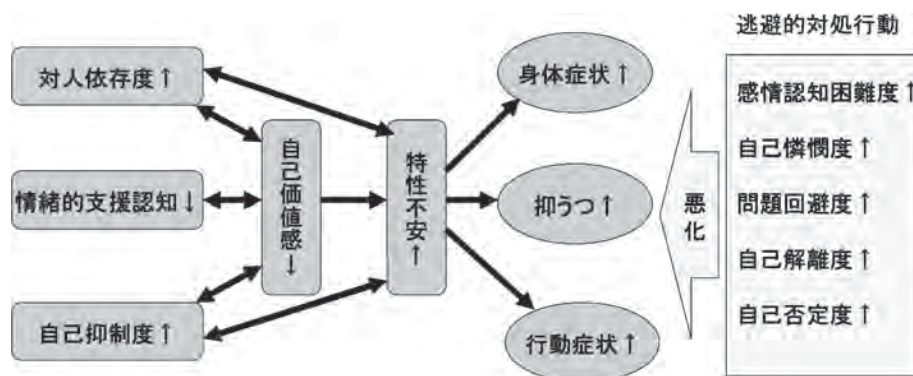 対人依存度↑
情緒的支援認知↓
自己抑制度↑
自己価値感↓
特性不安↑
身体症状↑
抑うつ↑
行動症状↑
悪化
逃避的対処行動
感情認知困難度↑
自己憐憫度↑
問題回避度↑
自己解離度↑
自己否定度↑